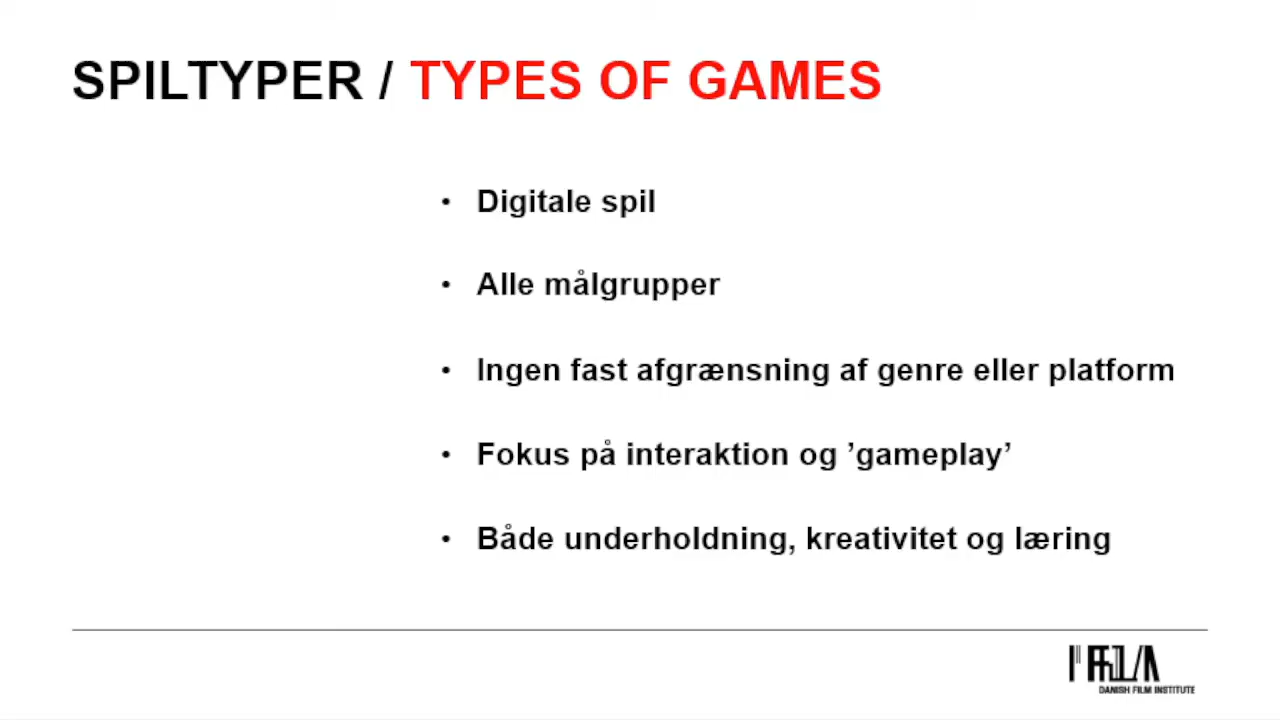 SPILTYPER / TYPES OF GAMES
• Digitale spil
• Alle målgrupper
• Ingen fast afgrænsning af genre eller platform
• Fokus på interaktion og ’gameplay’
• Både underholdning, kreativitet og læring
DANISH FILM INSTITUTE